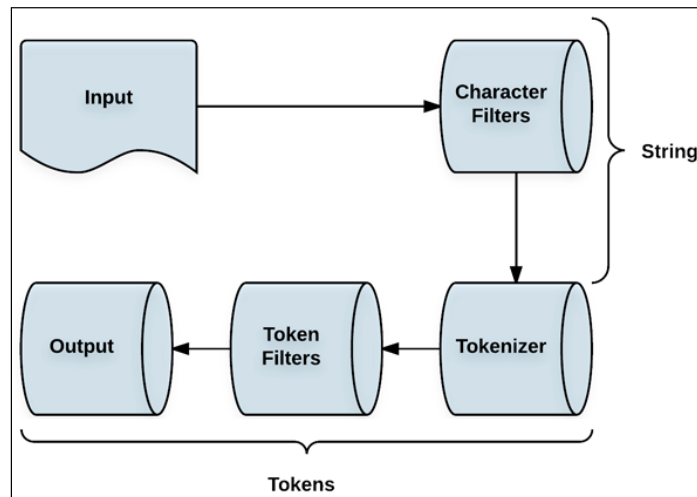 Input
Character
Filters
String
Output
Token
Filters
Tokenizer
Tokens